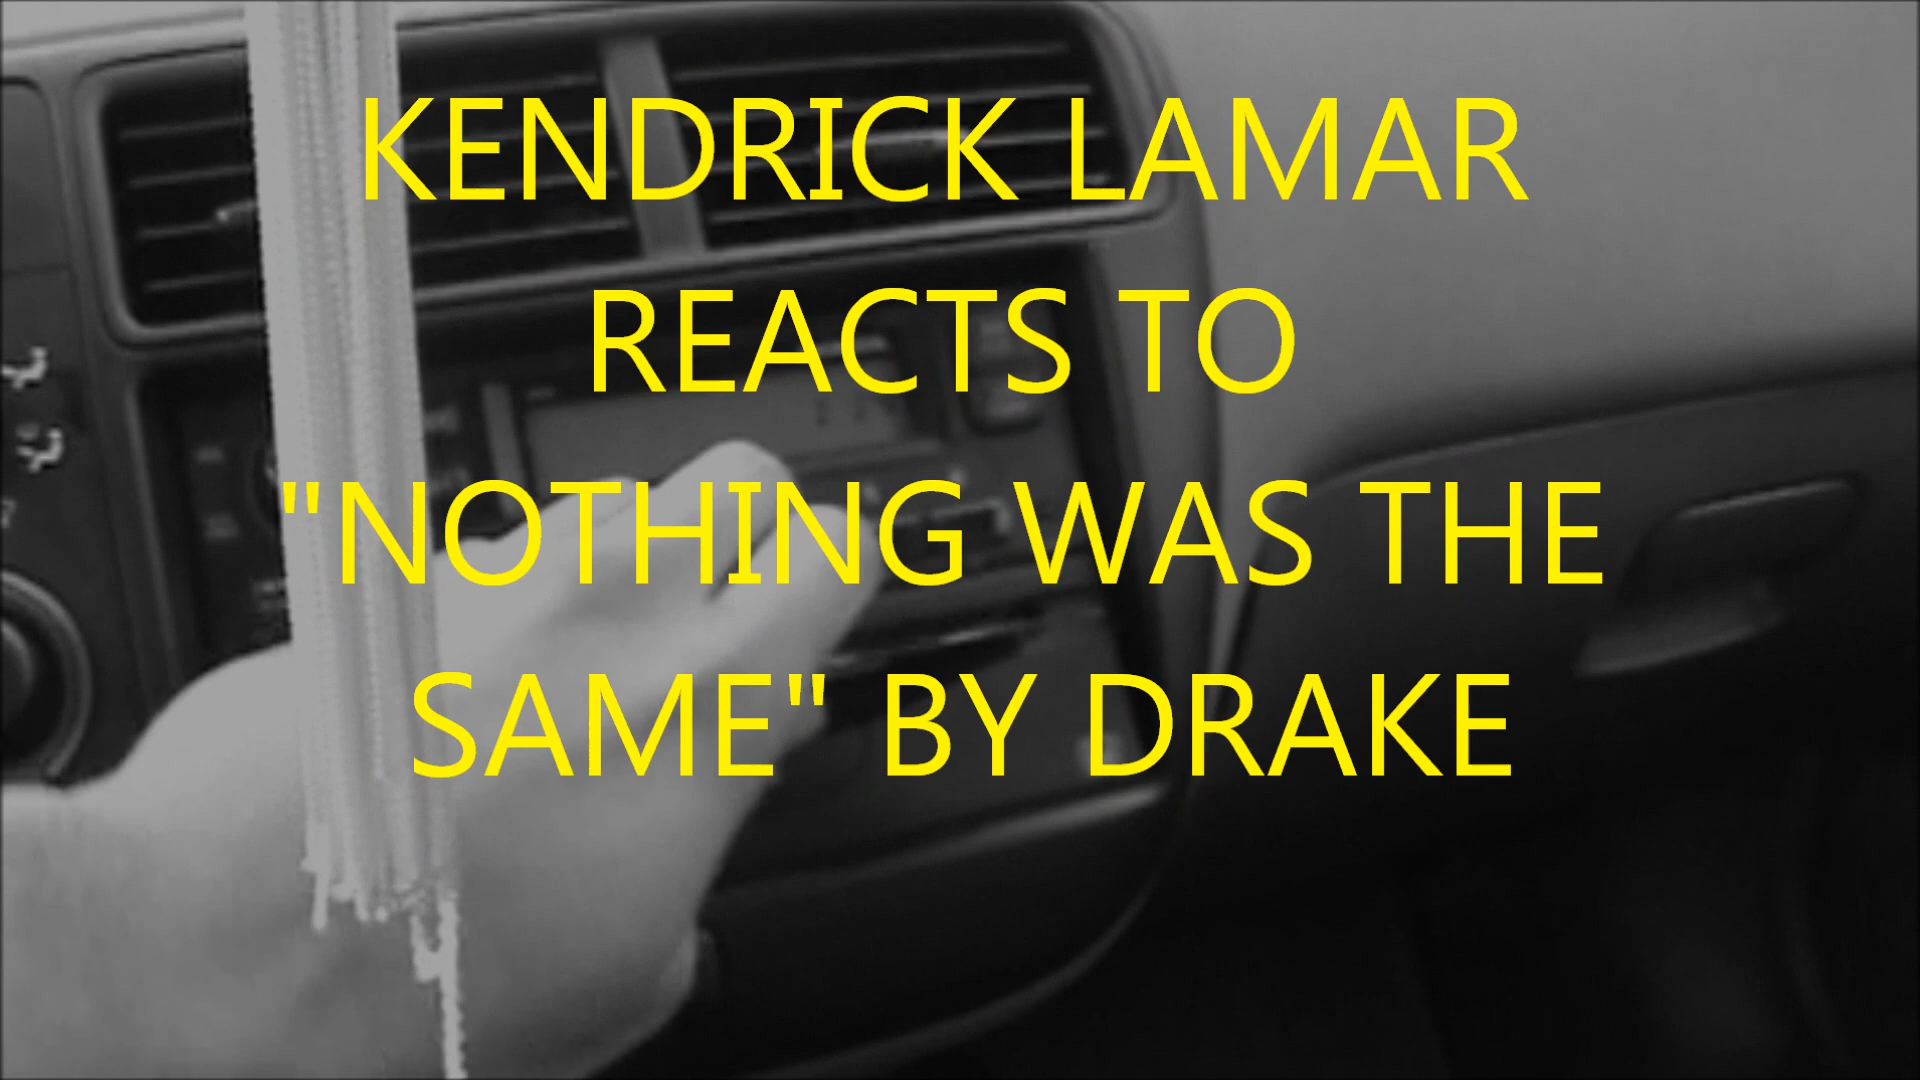 KENDRICK LAMAR
REACTS TO
"NOTHING WAS THE
SAME" BY DRAKE